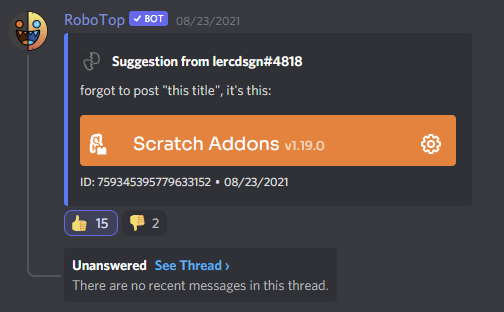 RoboTop ✓ BOT 08/23/2021
Suggestion from lercdsgn#4818
forgot to post "this title", it's this:
Scratch Addons v1.19.0
ID: 759345395779633152 • 08/23/2021
👍 15 👎 2
Unanswered See Thread ›
There are no recent messages in this thread.